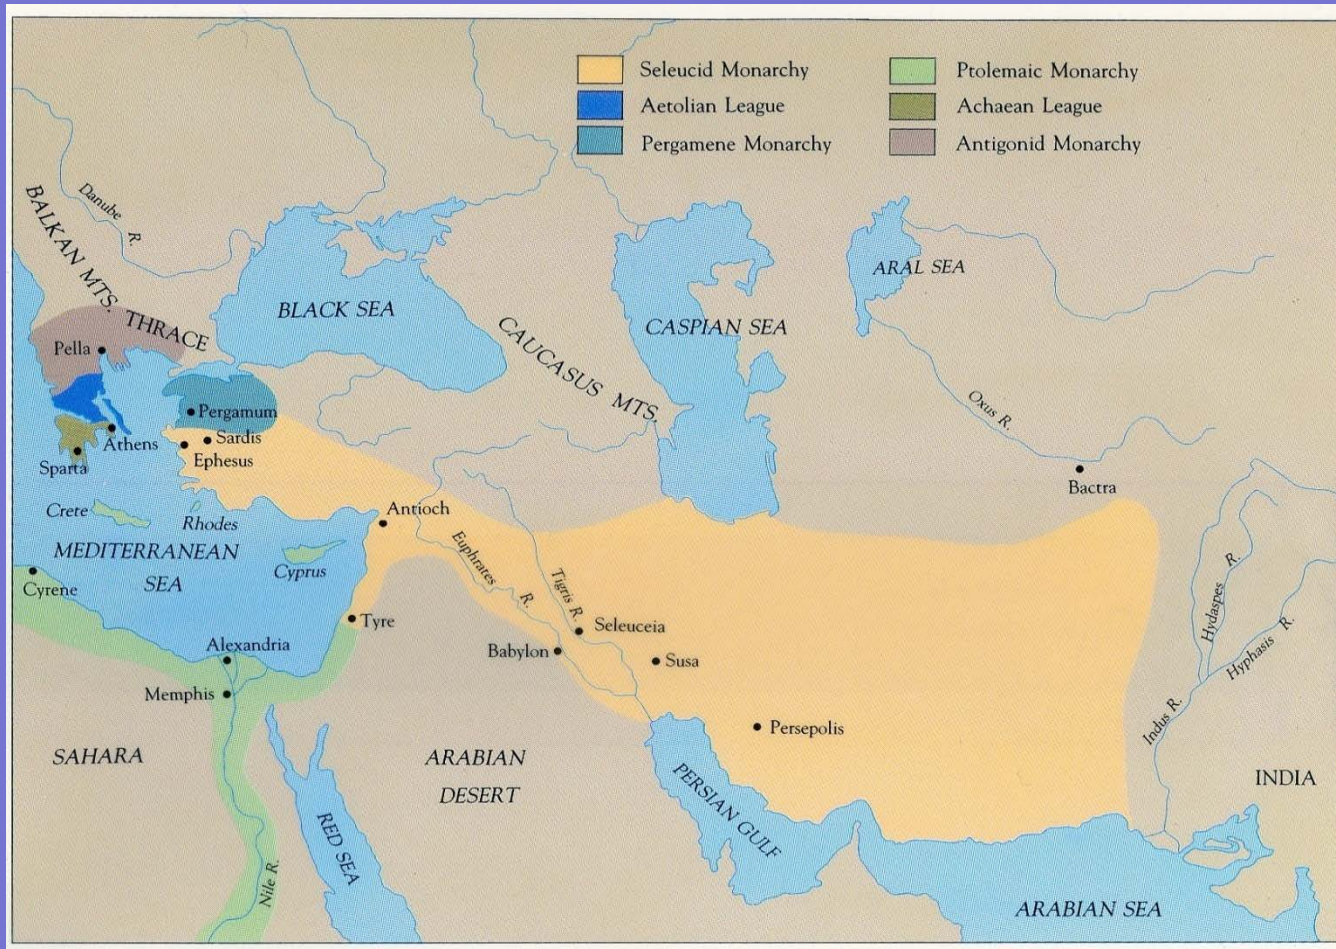 Seleucid Monarchy
Aetolian League
Pergamene Monarchy
Ptolemaic Monarchy
Achaean League
Antigonid Monarchy
Danube R.
BALKAN MTS.
THRACE
BLACK SEA
CAUCASUS MTS.
CASPIAN SEA
ARAL SEA
Oxus R.
Bactra
Pella
Pergamum
Sardis
Ephesus
Athens
Sparta
Crete
Rhodes
Antioch
MEDITERRANEAN
SEA
Cyprus
Cyrene
Tyre
Euphrates R.
Tigris R.
Seleuceia
Babylon
Susa
Persepolis
Alexandria
Memphis
SAHARA
ARABIAN
DESERT
RED SEA
Nile R.
PERSIAN GULF
Hydaspes R.
Hyphasis R.
Indus R.
INDIA
ARABIAN SEA